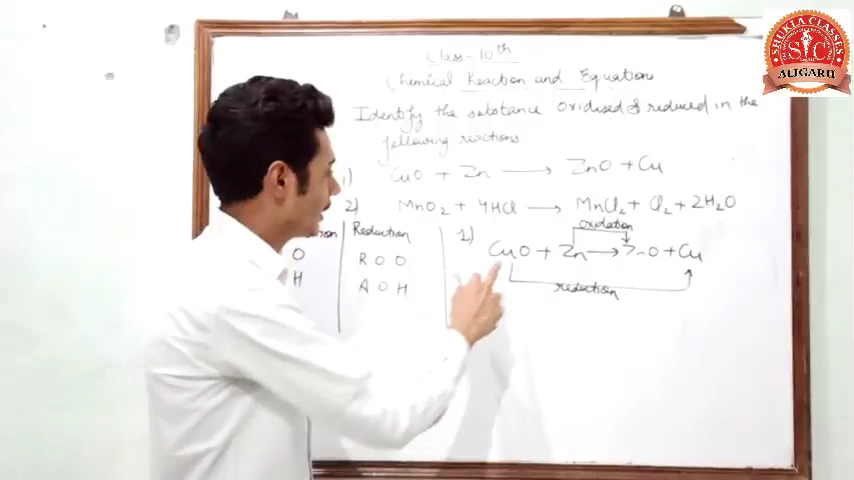 SHUKLA CLASSES
SC
ALIGARH
Class-10th
Chemical Reaction and Equation
Identify the substance oxidised & reduced in the
following reactions
1) CuO + Zn ⟶ ZnO + Cu
2) MnO₂ + 4HCl ⟶ MnCl₂ + Cl₂ + 2H₂O
Reduction
O
R O O
H
A O H
1) CuO + Zn ⟶ ZnO + Cu
oxidation
reduction